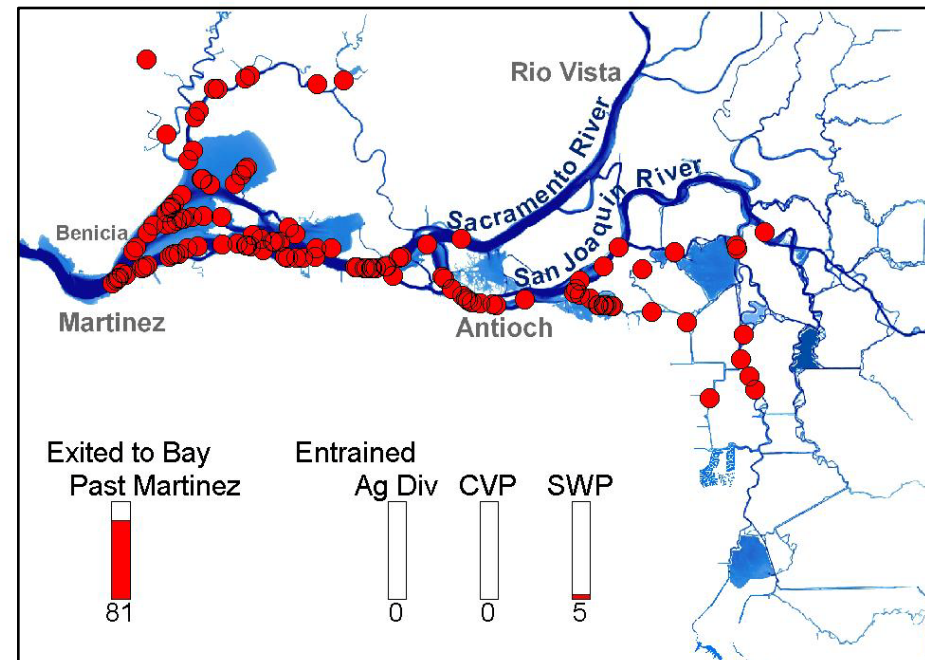 Rio Vista
Sacramento River
San Joaquin River
Benicia
Martinez
Antioch
Exited to Bay
Past Martinez
81
Entrained
Ag Div CVP SWP
0 0 5